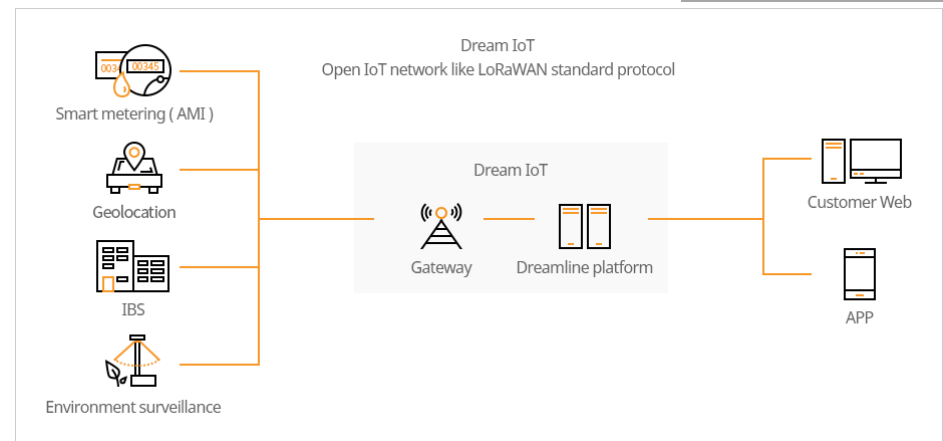 Dream IoT
Open IoT network like LoRaWAN standard protocol
00345
Smart metering ( AMI )
Geolocation
IBS
Environment surveillance
Dream IoT
Gateway
Dreamline platform
Customer Web
APP